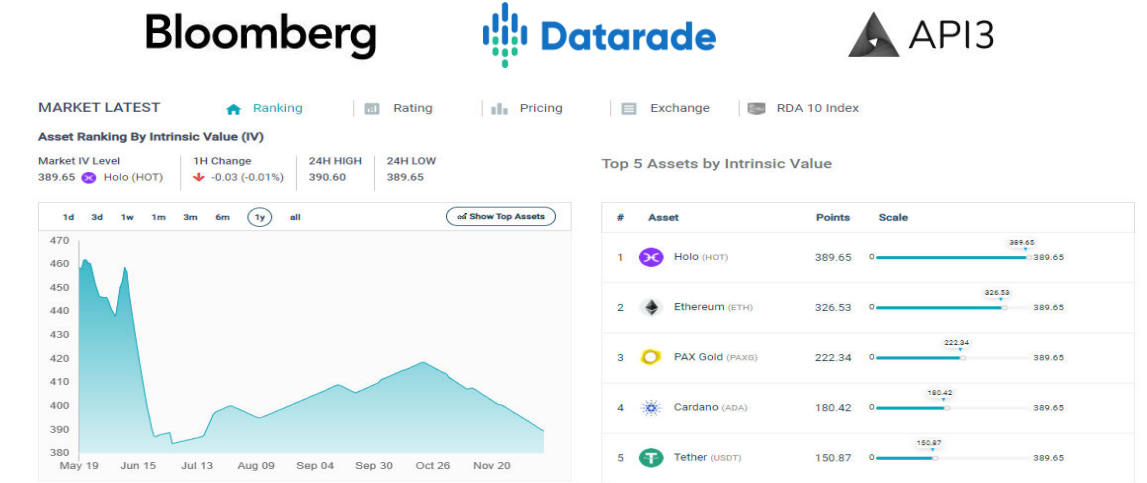 Bloomberg
Datarade
API3
MARKET LATEST
Ranking
Rating
Pricing
Exchange
RDA 10 Index
Asset Ranking By Intrinsic Value (IV)
Market IV Level
389.65 Holo (HOT)
1H Change
-0.03 (-0.01%)
24H HIGH
390.60
24H LOW
389.65
1d 3d 1w 1m 3m 6m 1y all
Show Top Assets
470
460
450
440
430
420
410
400
390
380
May 19 Jun 15 Jul 13 Aug 09 Sep 04 Sep 30 Oct 26 Nov 20
Top 5 Assets by Intrinsic Value
# Asset Points Scale
389.65
1 Holo (HOT) 389.65 0 389.65
326.53
2 Ethereum (ETH) 326.53 0 389.65
222.34
3 PAX Gold (PAXG) 222.34 0 389.65
180.42
4 Cardano (ADA) 180.42 0 389.65
150.87
5 Tether (USDT) 150.87 0 389.65